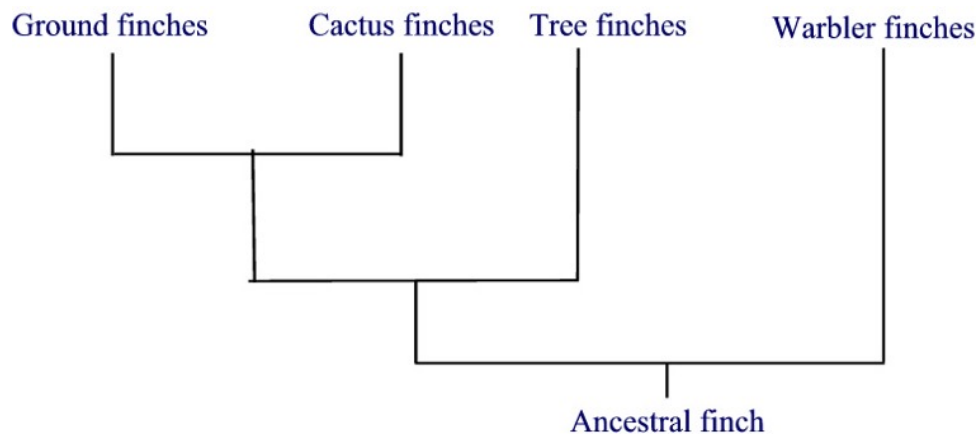 Ground finches
Cactus finches
Tree finches
Warbler finches
Ancestral finch